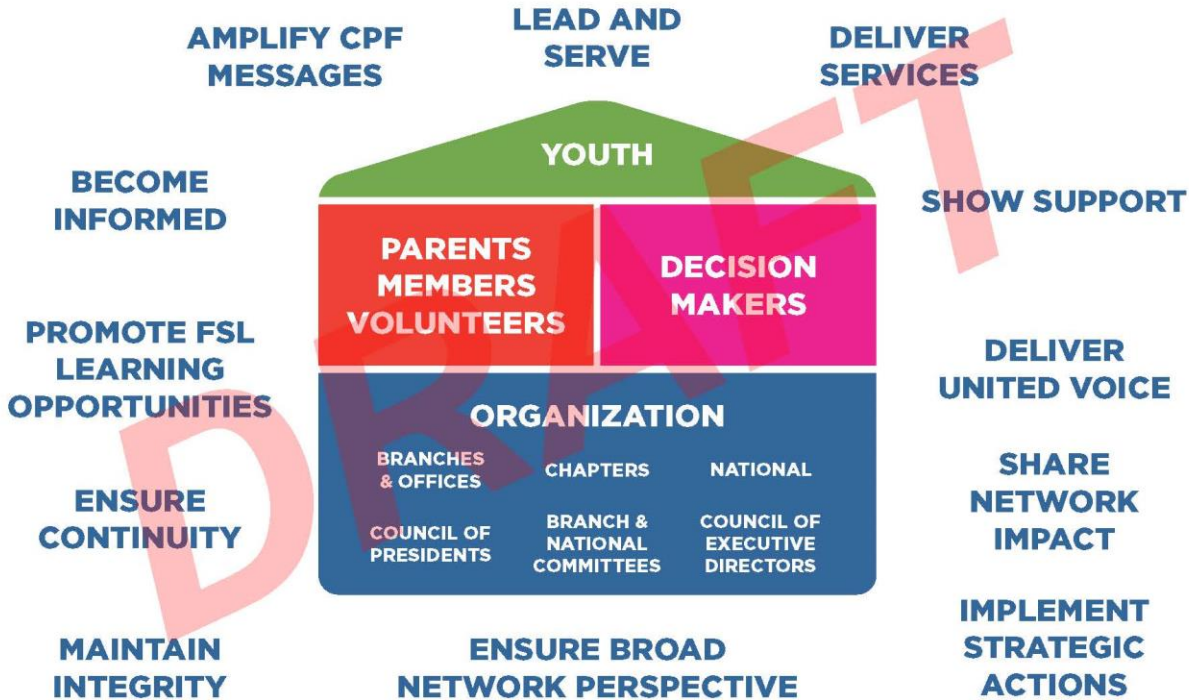 AMPLIFY CPF
MESSAGES
LEAD AND
SERVE
DELIVER
SERVICES
BECOME
INFORMED
YOUTH
SHOW SUPPORT
PARENTS
MEMBERS
VOLUNTEERS
DECISION
MAKERS
PROMOTE FSL
LEARNING
OPPORTUNITIES
DELIVER
UNITED VOICE
ORGANIZATION
BRANCHES
& OFFICES
CHAPTERS
NATIONAL
COUNCIL OF
PRESIDENTS
BRANCH &
NATIONAL
COMMITTEES
COUNCIL OF
EXECUTIVE
DIRECTORS
ENSURE
CONTINUITY
SHARE
NETWORK
IMPACT
MAINTAIN
INTEGRITY
ENSURE BROAD
NETWORK PERSPECTIVE
IMPLEMENT
STRATEGIC
ACTIONS
DRAFT